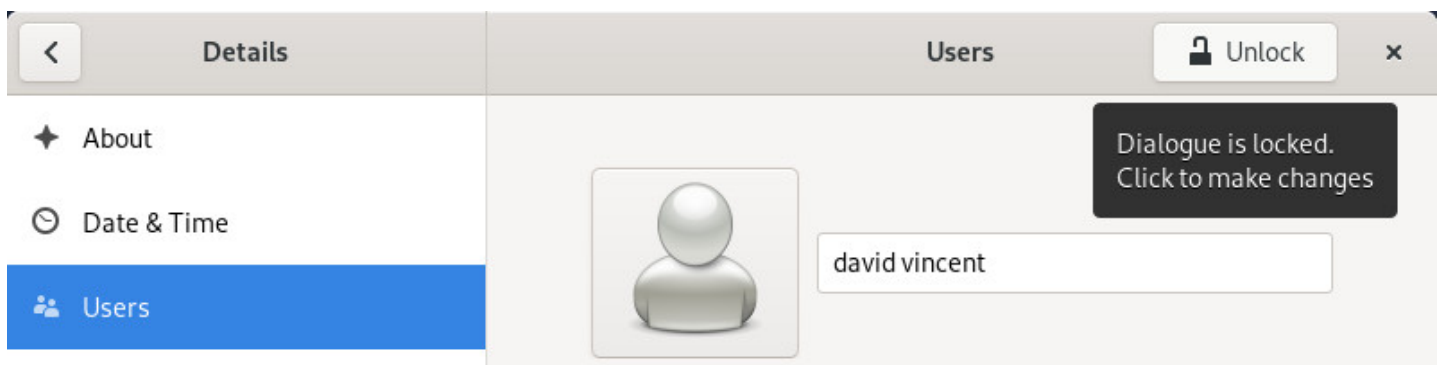 Details
Users
Unlock
About
Date & Time
Users
Dialogue is locked.
Click to make changes
david vincent